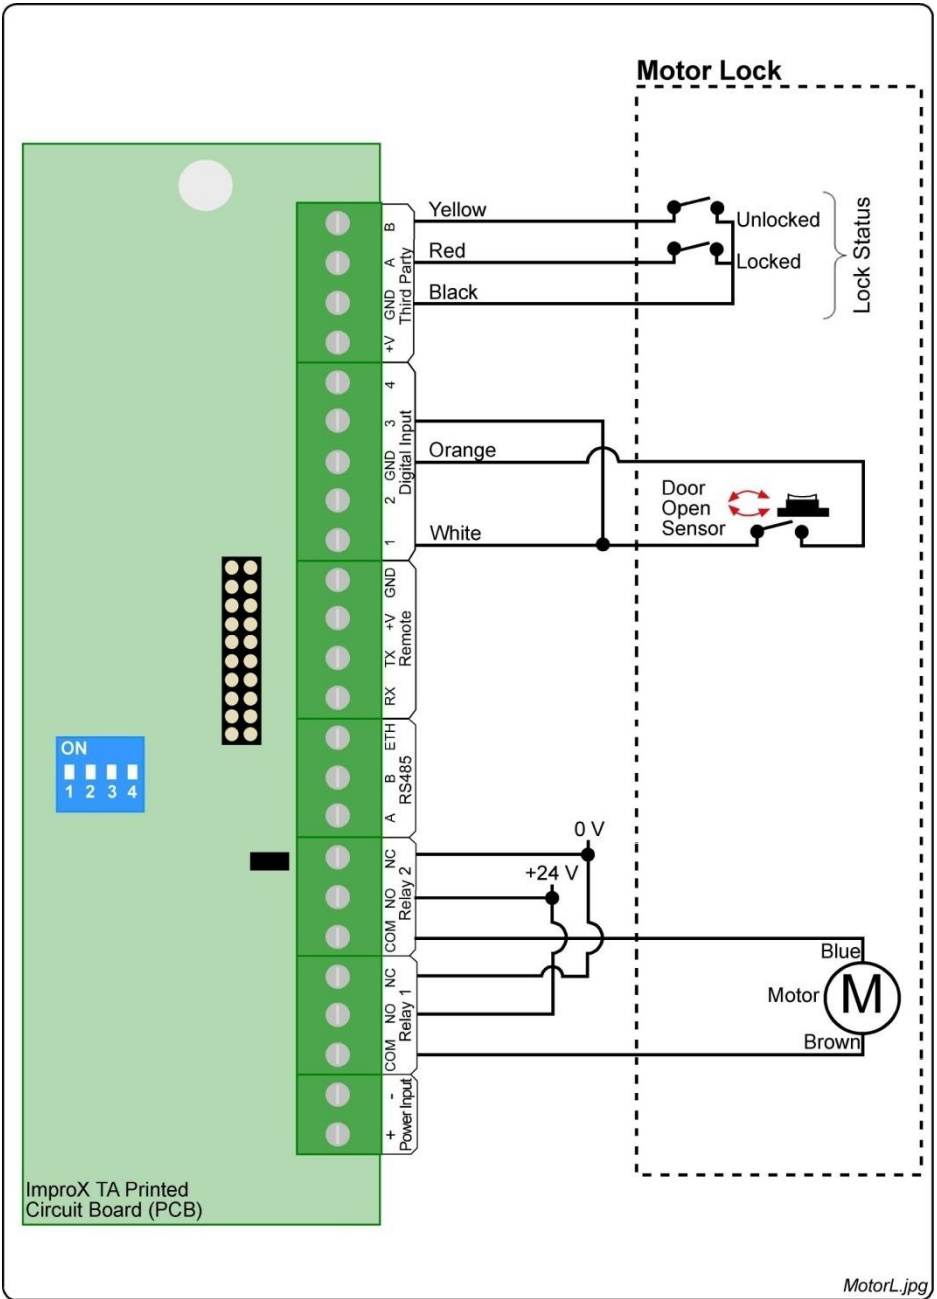 Motor Lock
B
A
GND
+V
Third Party
Yellow
Red
Black
Unlocked
Locked
Lock Status
4
3
GND
2
1
Digital Input
Orange
White
Door
Open
Sensor
GND
+V
TX
RX
Remote
ETH
B
A
RS485
ON
1 2 3 4
NC
NO
COM
Relay 2
0 V
+24 V
NC
NO
COM
Relay 1
Blue
Motor
M
Brown
-
+
Power Input
ImproX TA Printed
Circuit Board (PCB)
MotorL.jpg